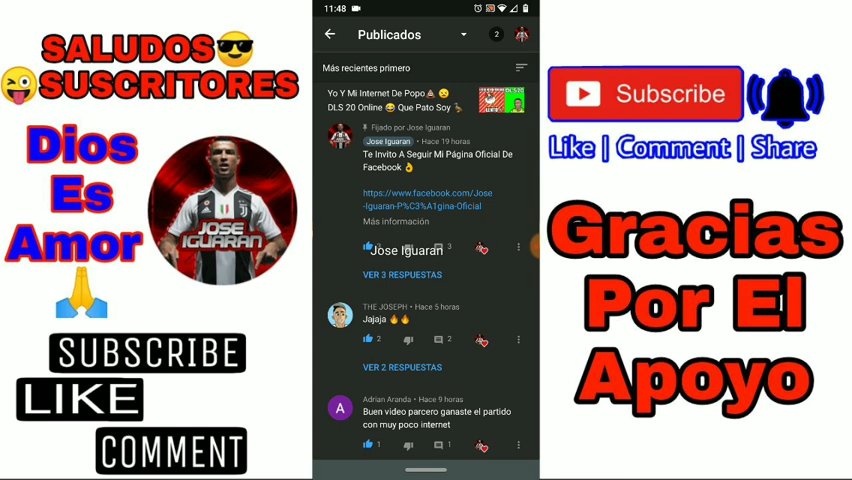 SALUDOS😎
😜SUSCRITORES
Dios
Es
Amor
🙏
JOSE
IGUARAN
SUBSCRIBE
LIKE
COMMENT
11:48
Publicados
2
Más recientes primero
Yo Y Mi Internet De Popo💩 😟
DLS 20 Online 😂 Que Pato Soy 🦆
Fijado por Jose Iguaran
Jose Iguaran • Hace 19 horas
Te Invito A Seguir Mi Página Oficial De
Facebook 👌
https://www.facebook.com/Jose
-Iguaran-P%C3%A1gina-Oficial
Más información
3
Jose Iguaran
VER 3 RESPUESTAS
THE JOSEPH • Hace 5 horas
Jajaja 🔥🔥
2 2
VER 2 RESPUESTAS
A
Adrian Aranda • Hace 9 horas
Buen video parcero ganaste el partido
con muy poco internet
1 1
Subscribe
Like | Comment | Share
Gracias
Por El
Apoyo